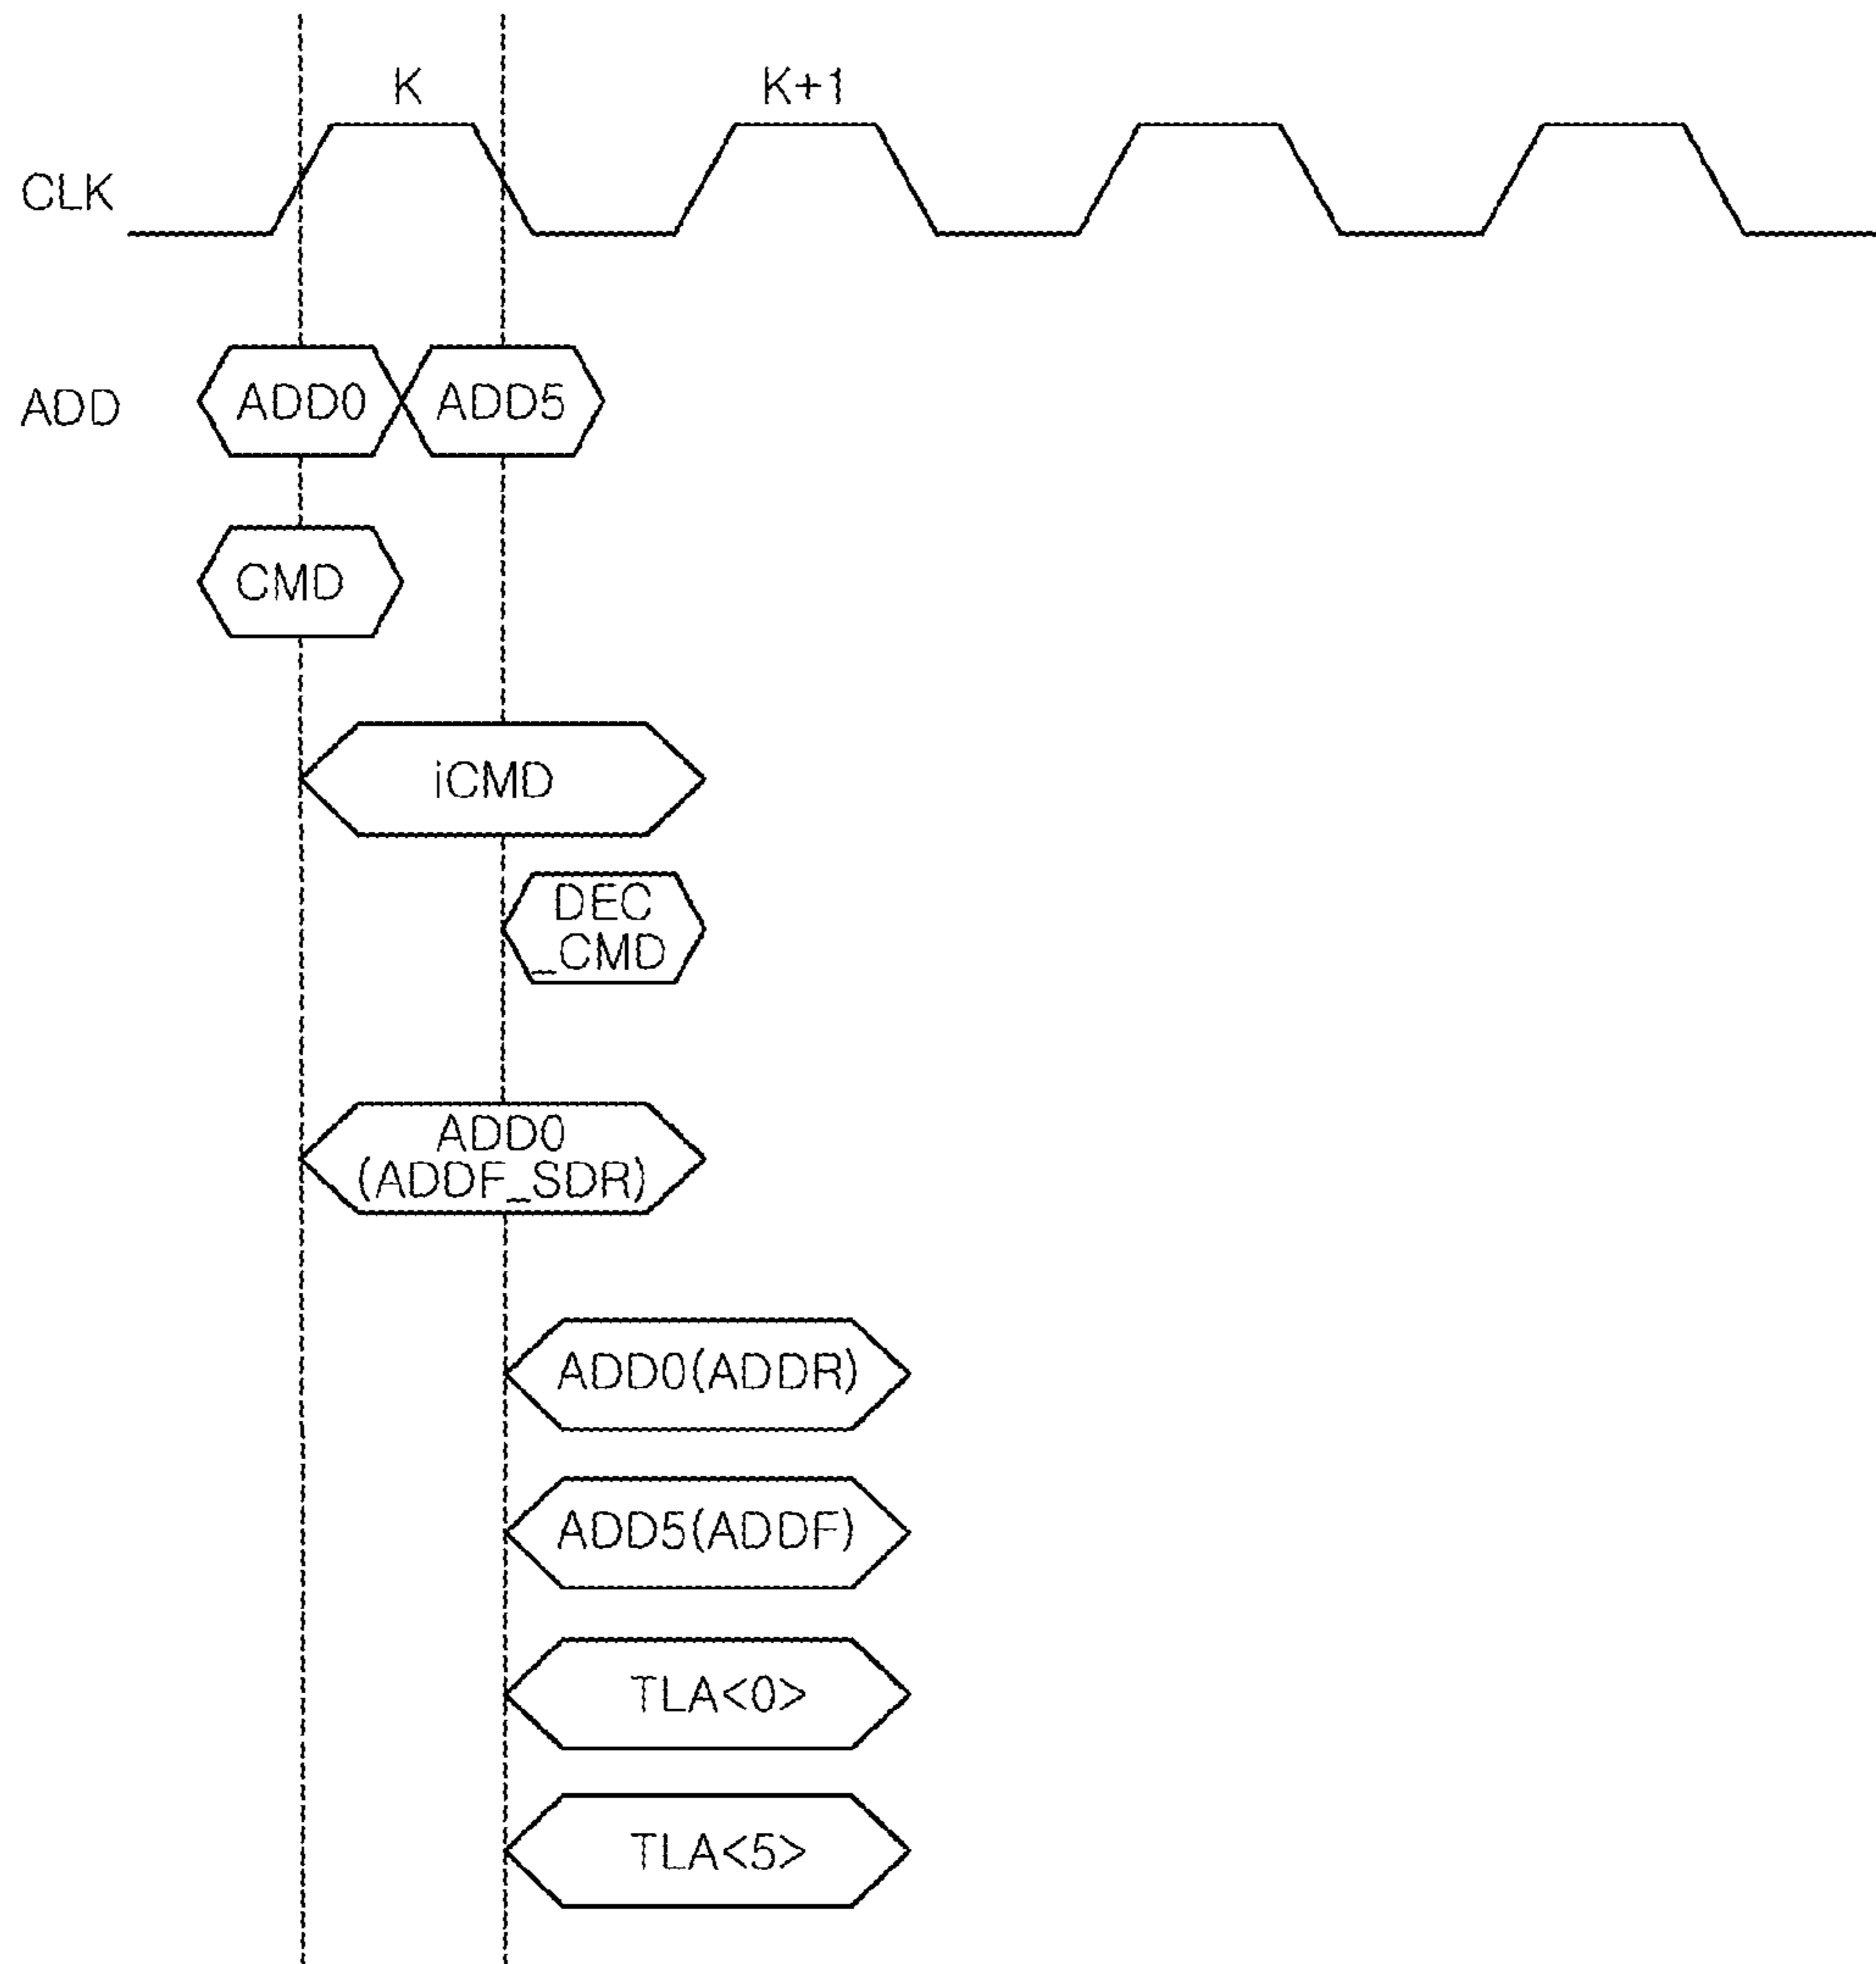 K
K+1
CLK
ADD
ADD0
ADD5
CMD
iCMD
DEC
_CMD
ADD0
(ADDF_SDR)
ADD0(ADDR)
ADD5(ADDF)
TLA<0>
TLA<5>